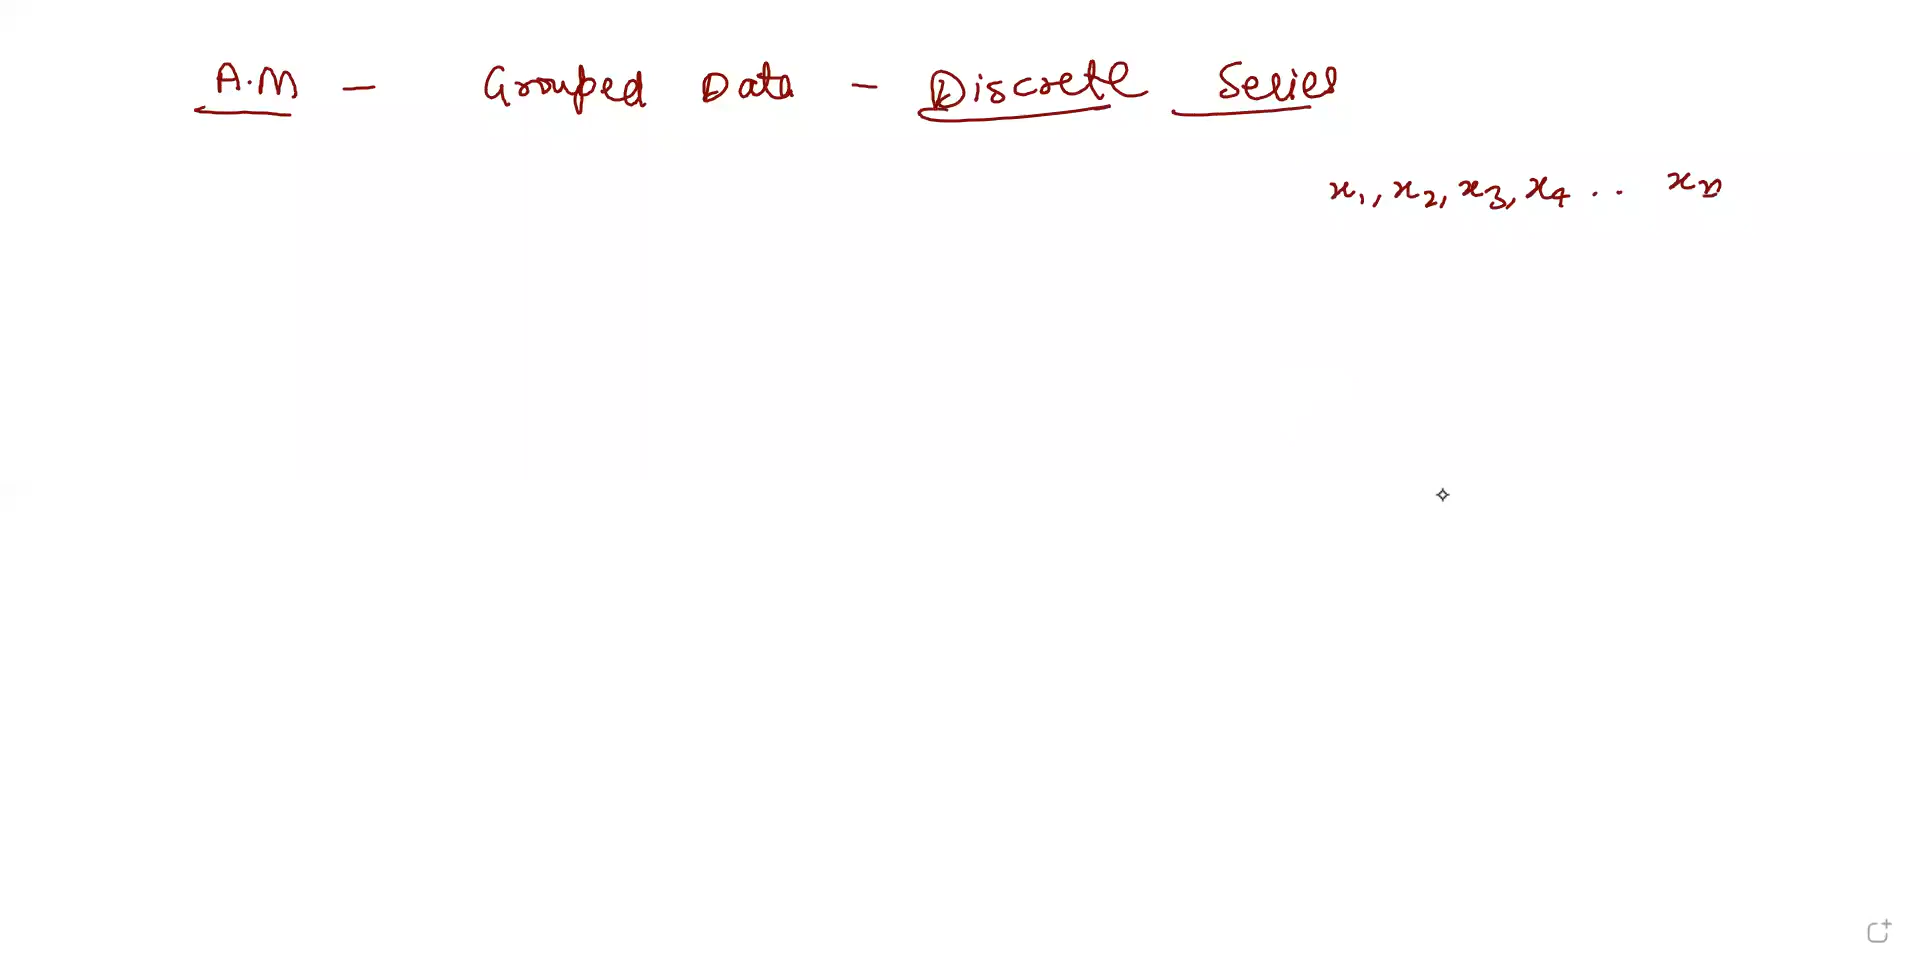 A.M - Grouped Data - Discrete Series
x₁, x₂, x₃, x₄ .. xₙ